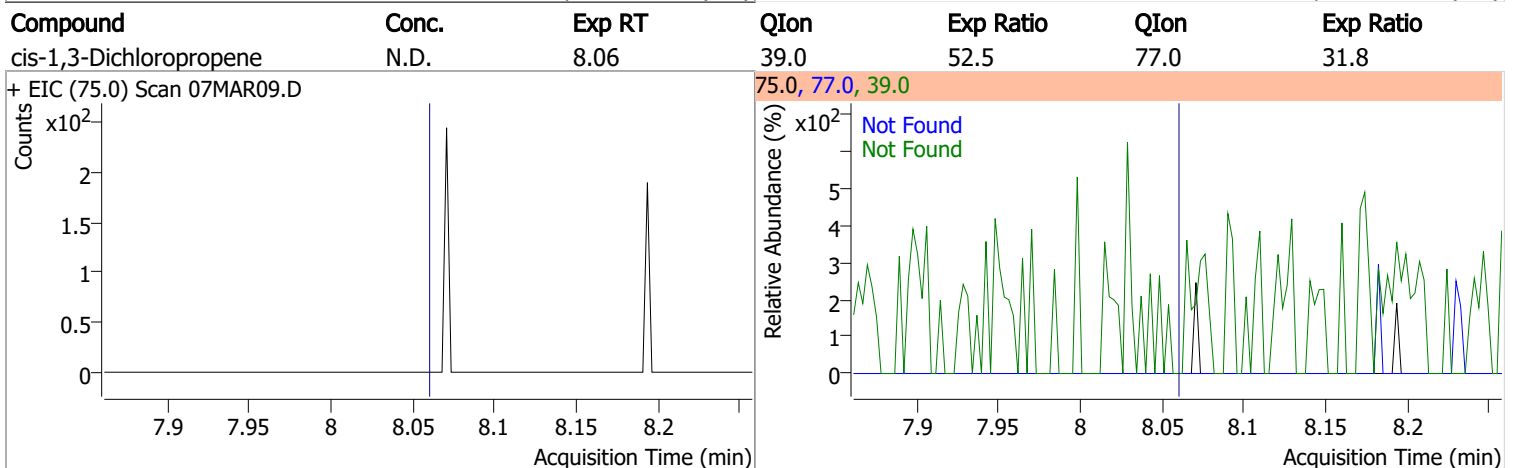 Compound Conc. Exp RT QIon Exp Ratio QIon Exp Ratio
cis-1,3-Dichloropropene N.D. 8.06 39.0 52.5 77.0 31.8
+ EIC (75.0) Scan 07MAR09.D
Counts
x10²
2
1.5
1
0.5
0
7.9 7.95 8 8.05 8.1 8.15 8.2
Acquisition Time (min)
75.0, 77.0, 39.0
Relative Abundance (%)
x10²
Not Found
Not Found
5
4
3
2
1
0
7.9 7.95 8 8.05 8.1 8.15 8.2
Acquisition Time (min)